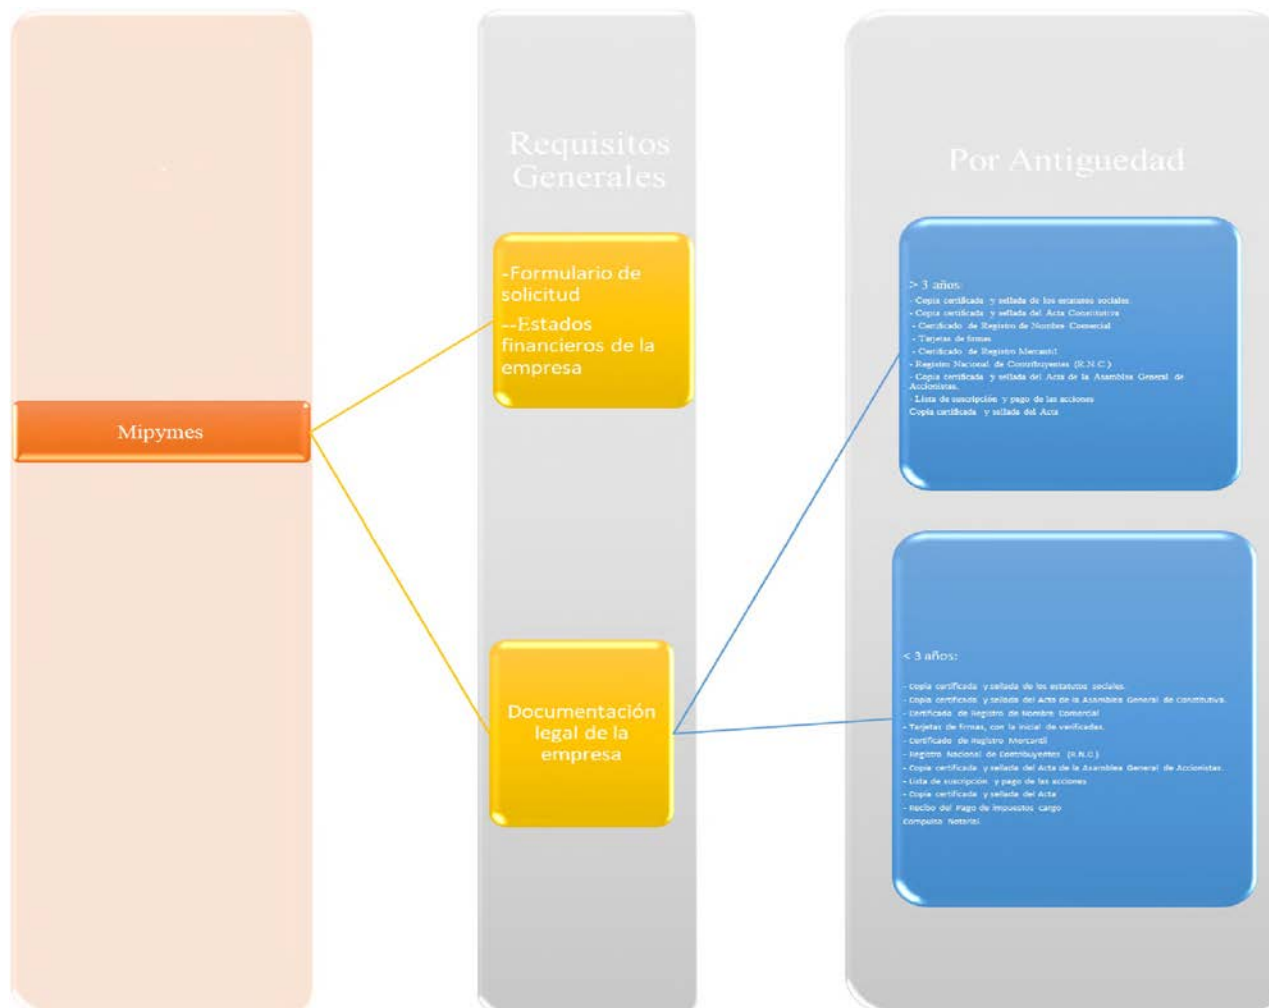 Requisitos
Generales
Por Antiguedad
Mipymes
-Formulario de
solicitud
--Estados
financieros de la
empresa
Documentación
legal de la
empresa
> 3 años:
- Copia certificada y sellada de los estatutos sociales.
- Copia certificada y sellada del Acta Constitutiva
- Certificado de Registro de Nombre Comercial
- Tarjetas de firmas
- Certificado de Registro Mercantil
- Registro Nacional de Contribuyentes (R.N.C.)
- Copia certificada y sellada del Acta de la Asamblea General de
Accionistas.
- Lista de suscripción y pago de las acciones
Copia certificada y sellada del Acta
< 3 años:
- Copia certificada y sellada de los estatutos sociales.
- Copia certificada y sellada del Acta de la Asamblea General de Constitutiva.
- Certificado de Registro de Nombre Comercial
- Tarjetas de firmas, con la inicial de verificadas.
- Certificado de Registro Mercantil
- Registro Nacional de Contribuyentes (R.N.C.)
- Copia certificada y sellada del Acta de la Asamblea General de Accionistas.
- Lista de suscripción y pago de las acciones
- Copia certificada y sellada del Acta
- Recibo del Pago de impuestos cargo
Compulsa Notarial